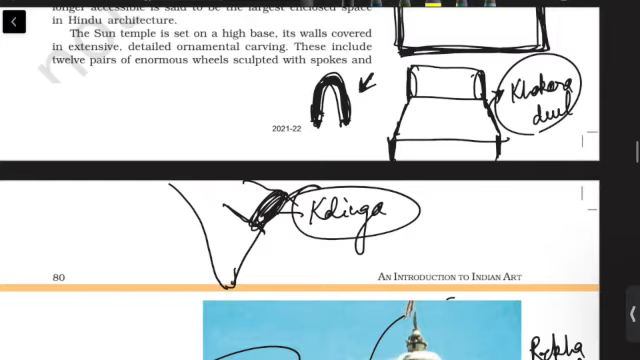 longer accessible is said to be the largest enclosed space
in Hindu architecture.
The Sun temple is set on a high base, its walls covered
in extensive, detailed ornamental carving. These include
twelve pairs of enormous wheels sculpted with spokes and
2021-22
Khakara
deul
Kalinga
80
AN INTRODUCTION TO INDIAN ART
Rekha